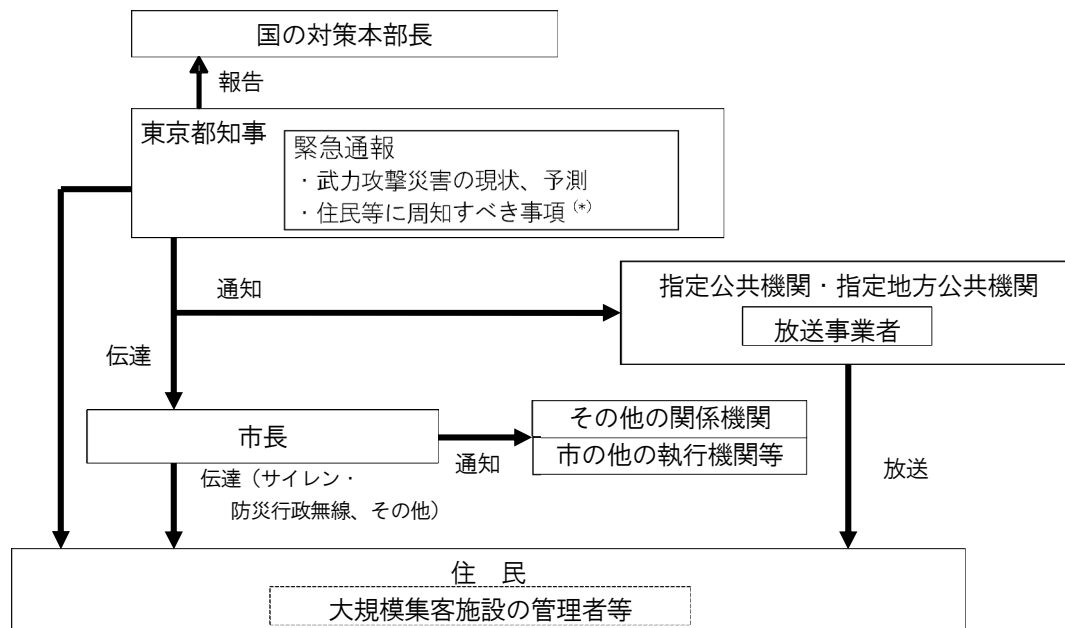 国の対策本部長
報告
東京都知事
緊急通報
・武力攻撃災害の現状、予測
・住民等に周知すべき事項(*)
通知
指定公共機関・指定地方公共機関
放送事業者
伝達
市長
通知
その他の関係機関
市の他の執行機関等
伝達（サイレン・
防災行政無線、その他）
放送
住　民
大規模集客施設の管理者等